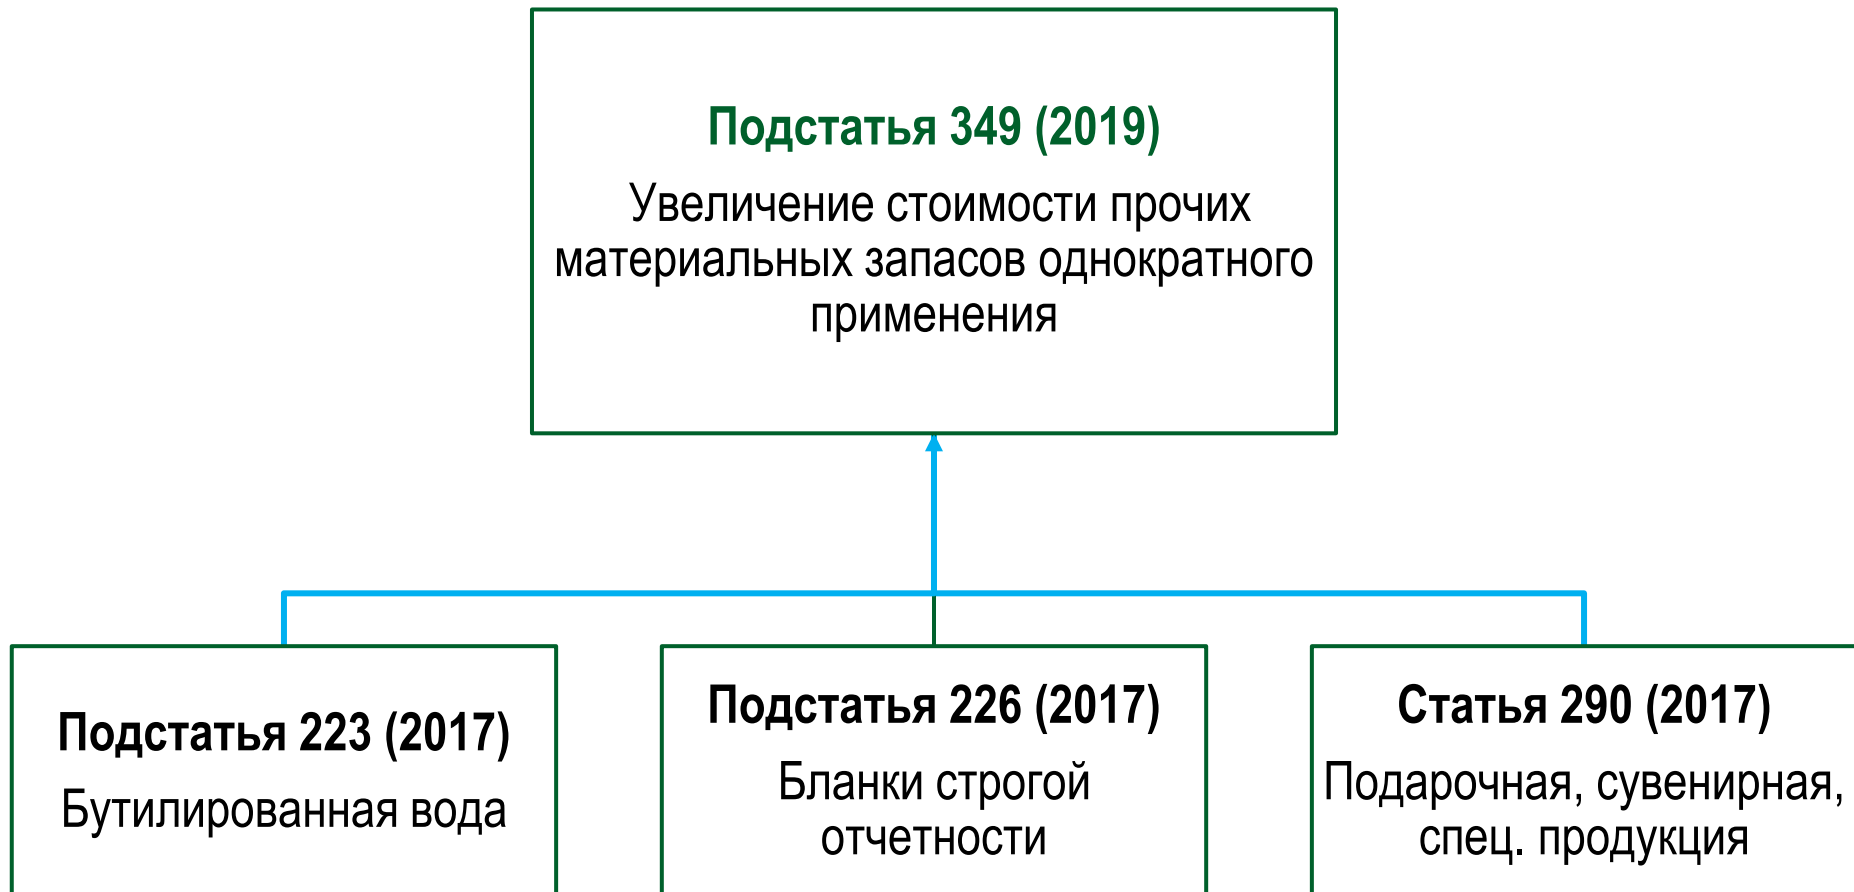 Подстатья 349 (2019)
Увеличение стоимости прочих
материальных запасов однократного
применения
Подстатья 223 (2017)
Бутилированная вода
Подстатья 226 (2017)
Бланки строгой
отчетности
Статья 290 (2017)
Подарочная, сувенирная,
спец. продукция